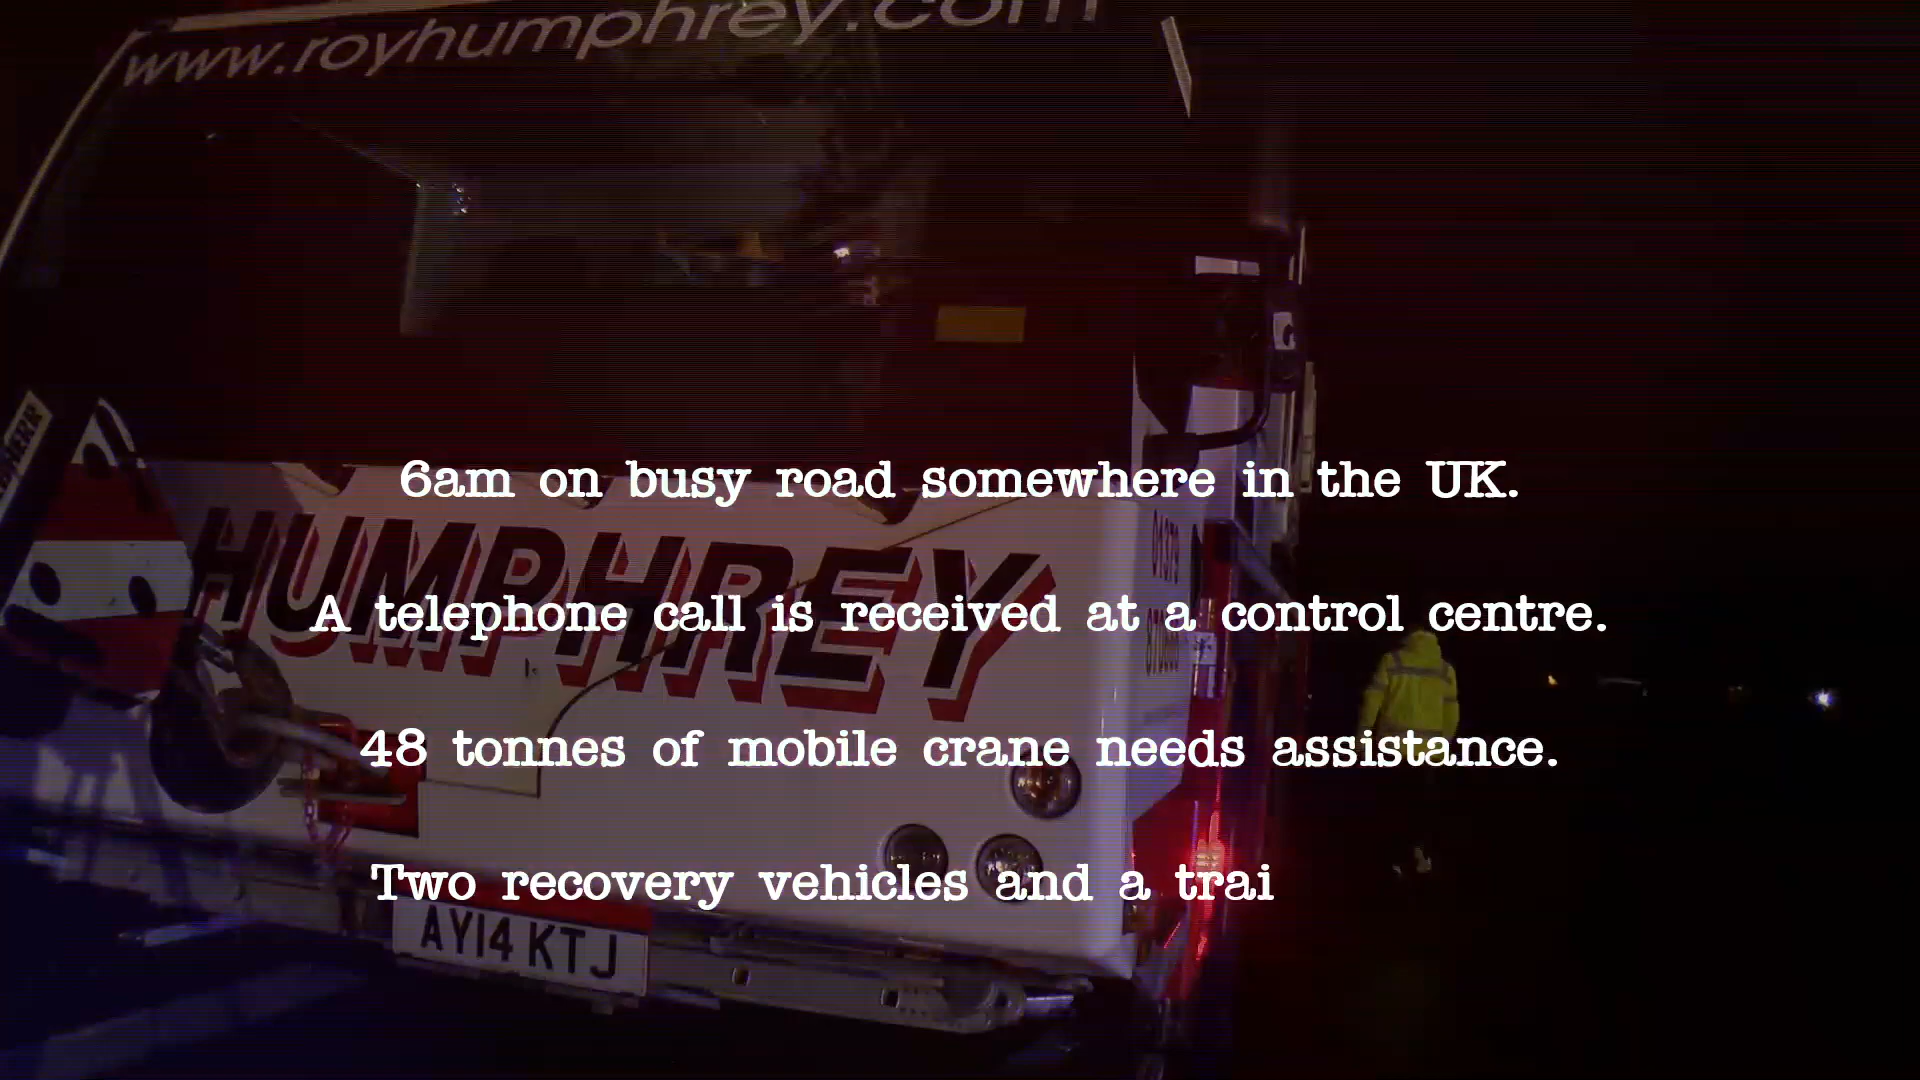 www.royhumphrey.com
6am on busy road somewhere in the UK.
HUMPHREY
01379
A telephone call is received at a control centre.
48 tonnes of mobile crane needs assistance.
Two recovery vehicles and a trai
AY14 KTJ